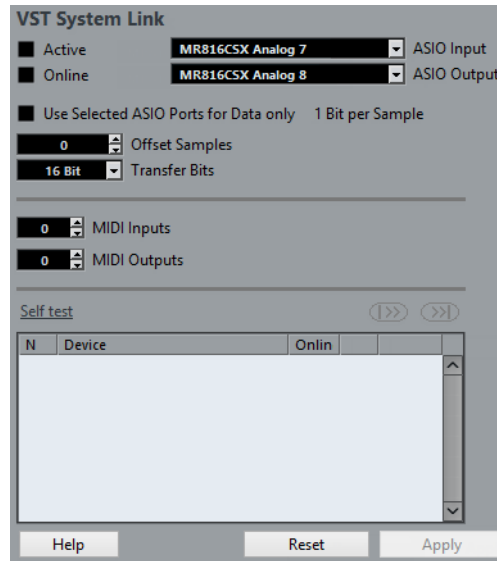 VST System Link
Active MR816CSX Analog 7 ASIO Input
Online MR816CSX Analog 8 ASIO Output
Use Selected ASIO Ports for Data only 1 Bit per Sample
0 Offset Samples
16 Bit Transfer Bits
0 MIDI Inputs
0 MIDI Outputs
Self test
N Device Onlin
Help Reset Apply